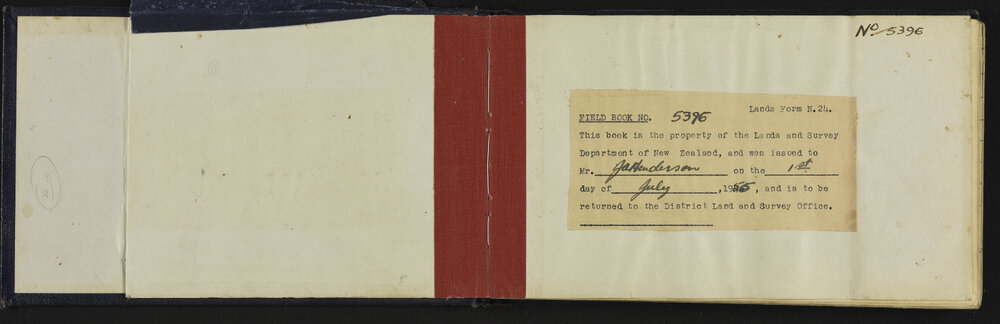 No 5396
Lands Form N.24.
FIELD BOOK NO. 5396
This book is the property of the Lands and Survey
Department of New Zealand, and was issued to
Mr. JAHenderson on the 1st
day of July ,1955, and is to be
returned to the District Land and Survey Office.